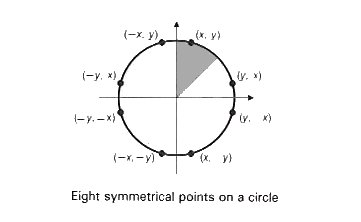 (−x, y) (x, y)
(−y, x) (y, x)
(−y, −x) (y, x)
(−x, −y) (x, y)
Eight symmetrical points on a circle